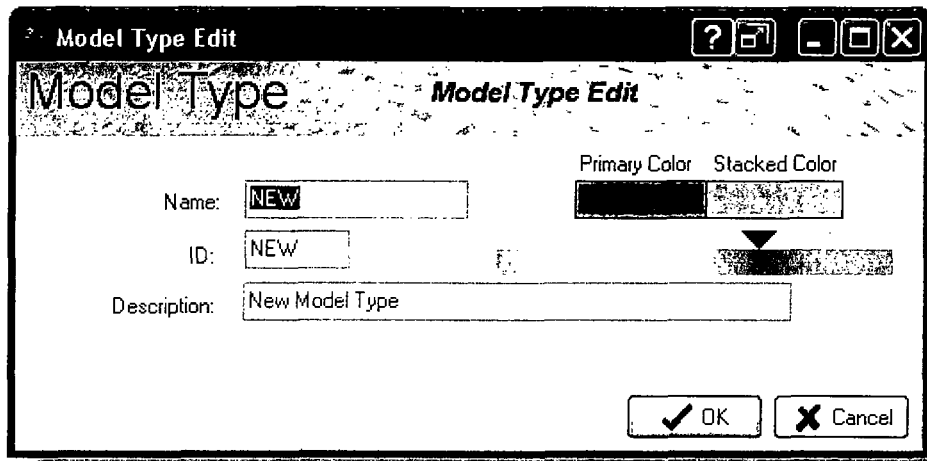 Model Type Edit
Model Type Model Type Edit
Primary Color Stacked Color
Name: NEW
ID: NEW
Description: New Model Type
OK Cancel